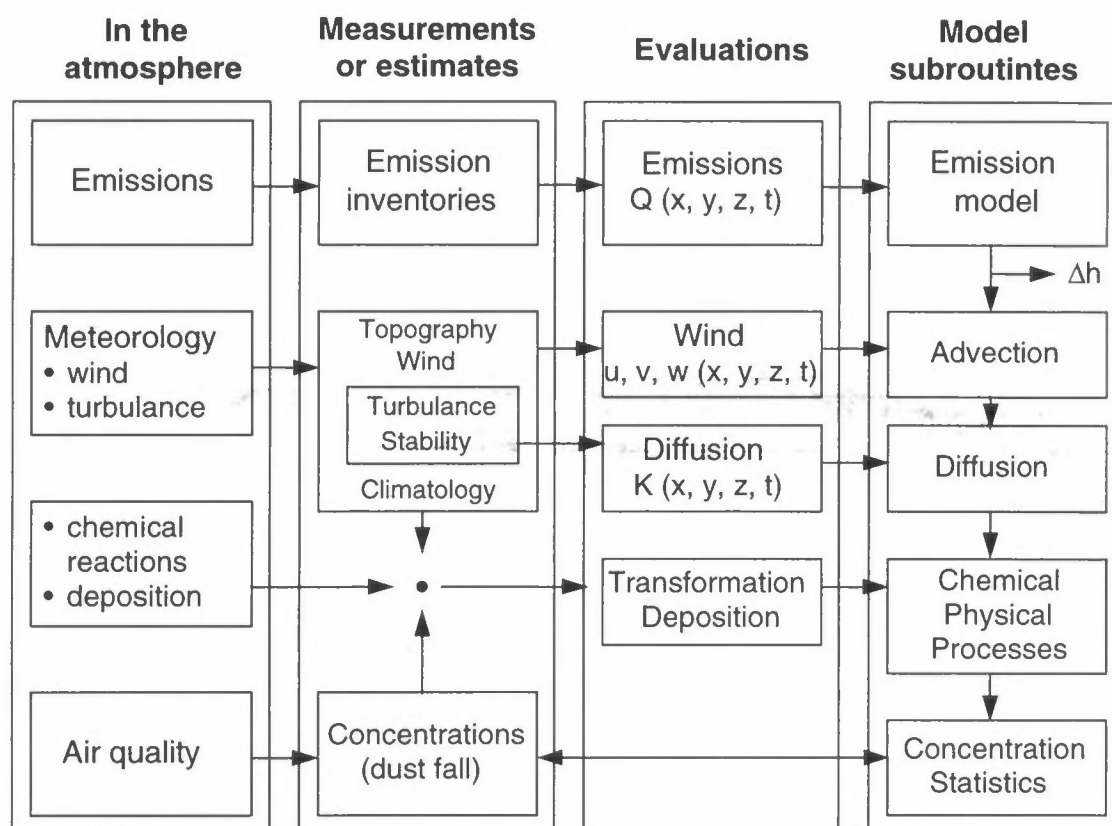 In the
atmosphere
Measurements
or estimates
Evaluations
Model
subroutintes
Emissions
Emission
inventories
Emissions
Q (x, y, z, t)
Emission
model
Δh
Meteorology
• wind
• turbulance
Topography
Wind
Turbulance
Stability
Climatology
Wind
u, v, w (x, y, z, t)
Advection
Diffusion
K (x, y, z, t)
Diffusion
• chemical
reactions
• deposition
Transformation
Deposition
Chemical
Physical
Processes
Air quality
Concentrations
(dust fall)
Concentration
Statistics